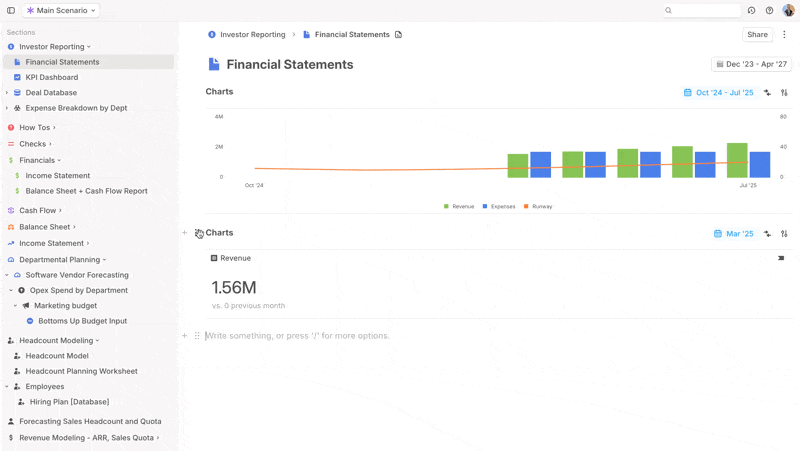 Main Scenario
Sections
Investor Reporting
Financial Statements
KPI Dashboard
Deal Database
Expense Breakdown by Dept
How Tos
Checks
Financials
Income Statement
Balance Sheet + Cash Flow Report
Cash Flow
Balance Sheet
Income Statement
Departmental Planning
Software Vendor Forecasting
Opex Spend by Department
Marketing budget
Bottoms Up Budget Input
Headcount Modeling
Headcount Model
Headcount Planning Worksheet
Employees
Hiring Plan [Database]
Forecasting Sales Headcount and Quota
Revenue Modeling - ARR, Sales Quota
Investor Reporting > Financial Statements
Share
Financial Statements
Dec '23 - Apr '27
Charts
Oct '24 - Jul '25
4M
80
2M
40
0
0
Oct '24
Jul '25
Revenue Expenses Runway
Charts
Mar '25
Revenue
1.56M
vs. 0 previous month
Write something, or press '/' for more options.